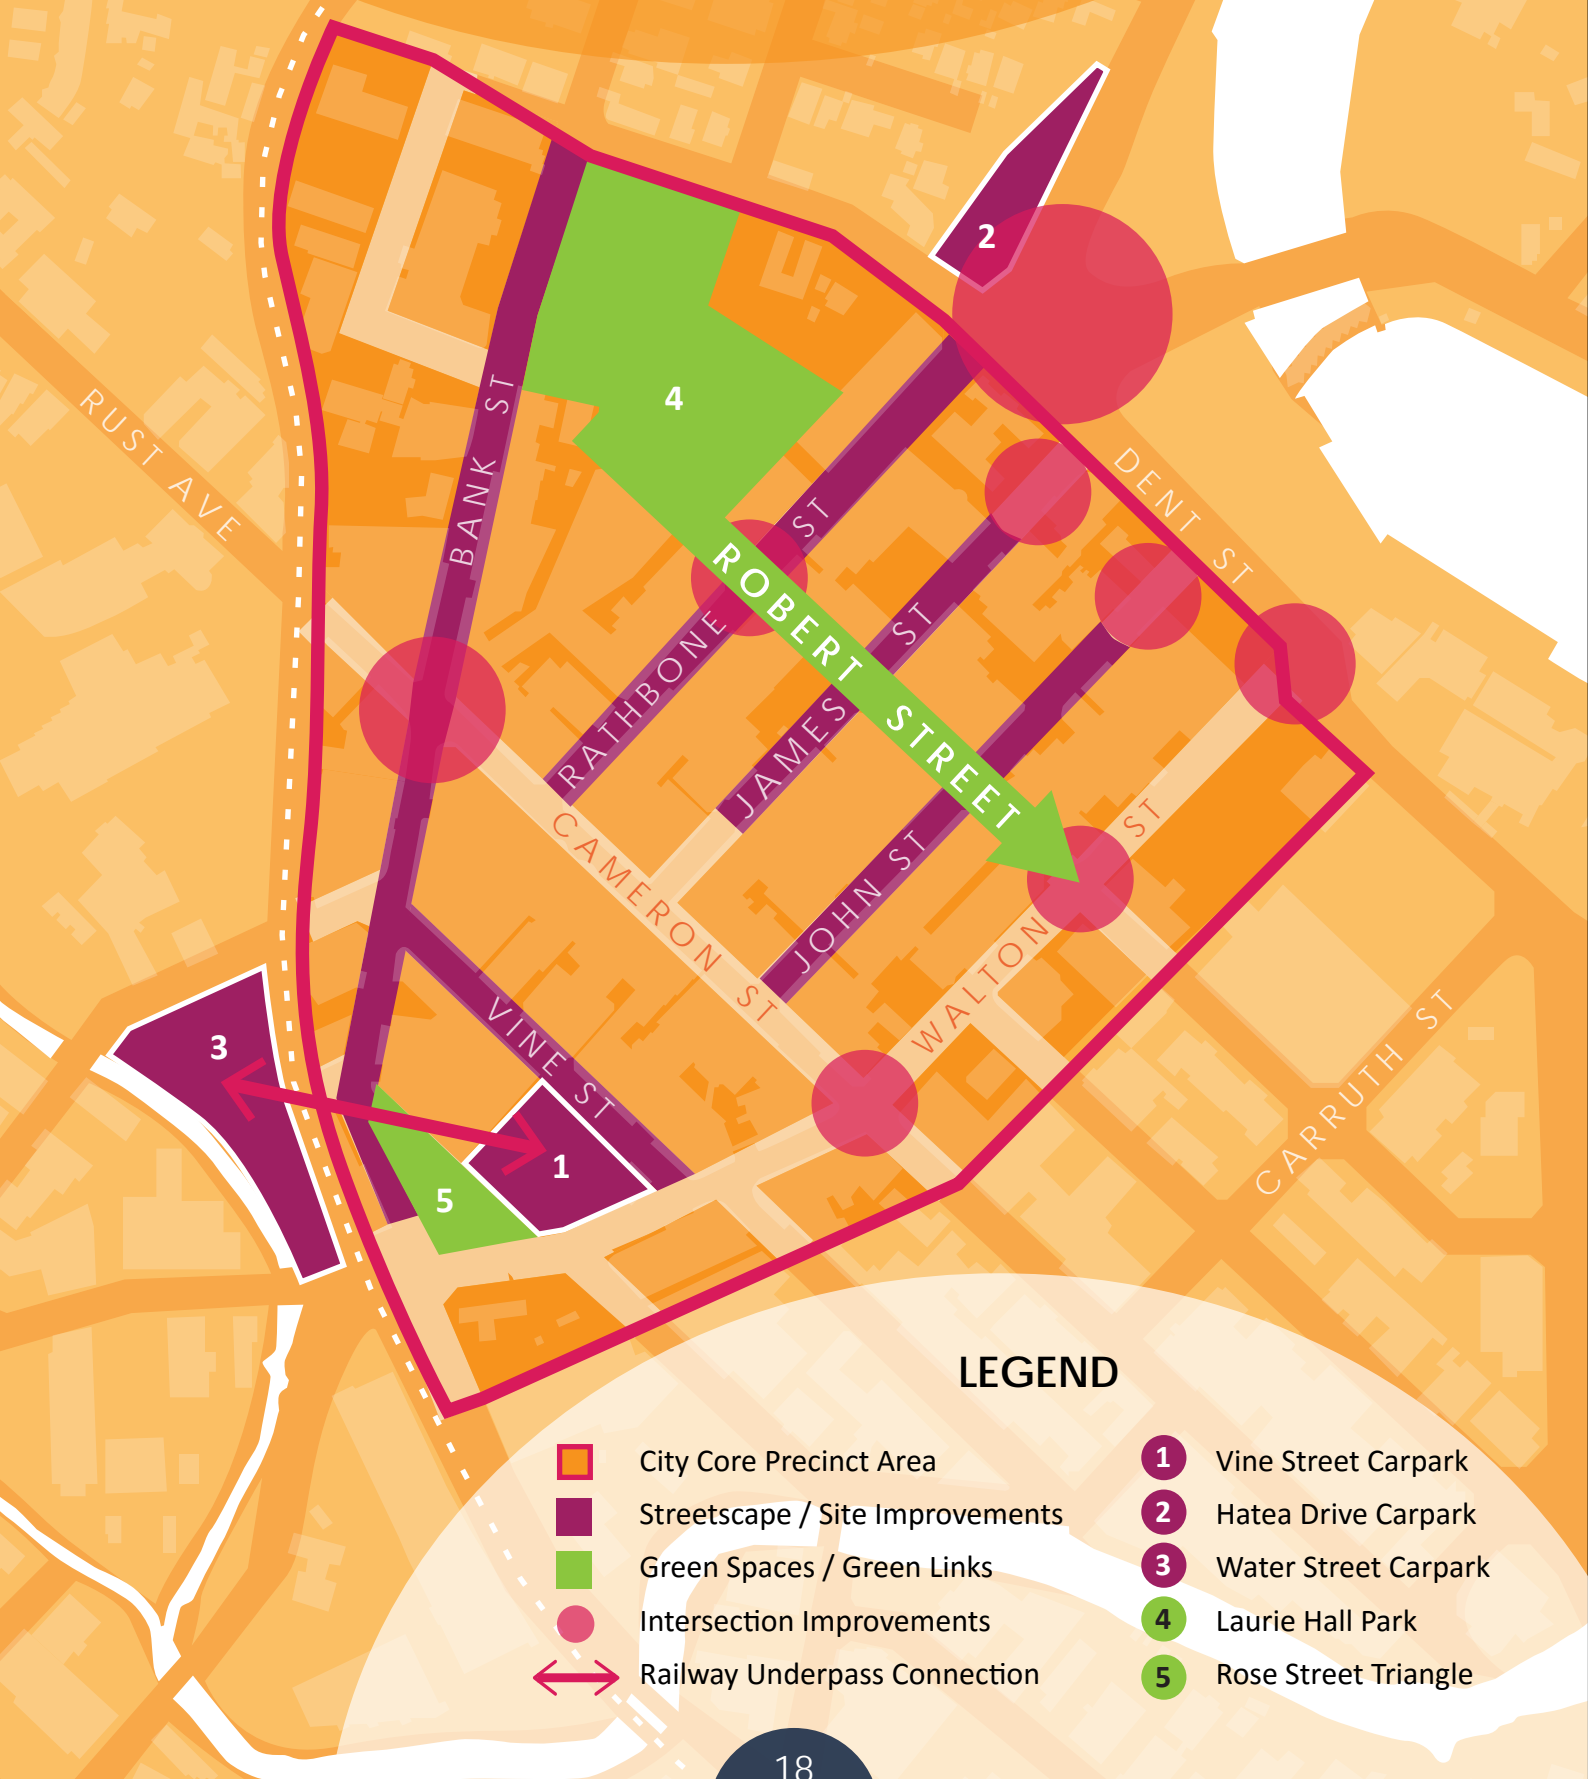 2
4
BANK ST
RUST AVE
DENT ST
RATHBONE ST
JAMES ST
ROBERT STREET
JOHN ST
WALTON ST
CAMERON ST
VINE ST
CARRUTH ST
3
1
5
LEGEND
City Core Precinct Area
Streetscape / Site Improvements
Green Spaces / Green Links
Intersection Improvements
Railway Underpass Connection
1 Vine Street Carpark
2 Hatea Drive Carpark
3 Water Street Carpark
4 Laurie Hall Park
5 Rose Street Triangle
18